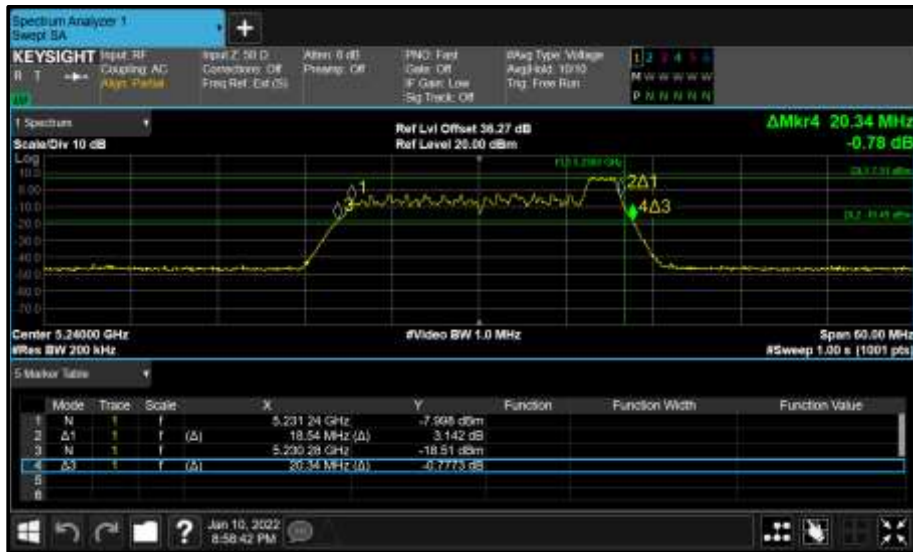 Spectrum Analyzer 1
Swept SA
+
KEYSIGHT
R T
Input: RF
Coupling: AC
Align: Partial
Input Z: 50 Ω
Corrections: Off
Freq Ref: Ext (S)
Atten: 6 dB
Preamp: Off
PNO: Fast
Gate: Off
IF Gain: Low
Sig Track: Off
#Avg Type: Voltage
Avg|Hold: 10/10
Trig: Free Run
1 2 3 4 5 6
M W W W W W
P N N N N N
1 Spectrum
Scale/Div 10 dB
Ref Lvl Offset 36.27 dB
Ref Level 20.00 dBm
ΔMkr4 20.34 MHz
-0.78 dB
Log
10.0
0.00
-10.0
-20.0
-30.0
-40.0
-50.0
-60.0
-70.0
1
3
2Δ1
4Δ3
Center 5.24000 GHz
#Video BW 1.0 MHz
Span 60.00 MHz
#Res BW 200 kHz
#Sweep 1.00 s (1001 pts)
5 Marker Table
Mode Trace Scale X Y Function Function Width Function Value
1 N 1 f 5.231 24 GHz -7.998 dBm
2 Δ1 1 f (Δ) 18.54 MHz (Δ) 3.142 dB
3 N 1 f 5.230 28 GHz -18.51 dBm
4 Δ3 1 f (Δ) 20.34 MHz (Δ) -0.7773 dB
5
6
?
Jan 10, 2022
8:58:42 PM